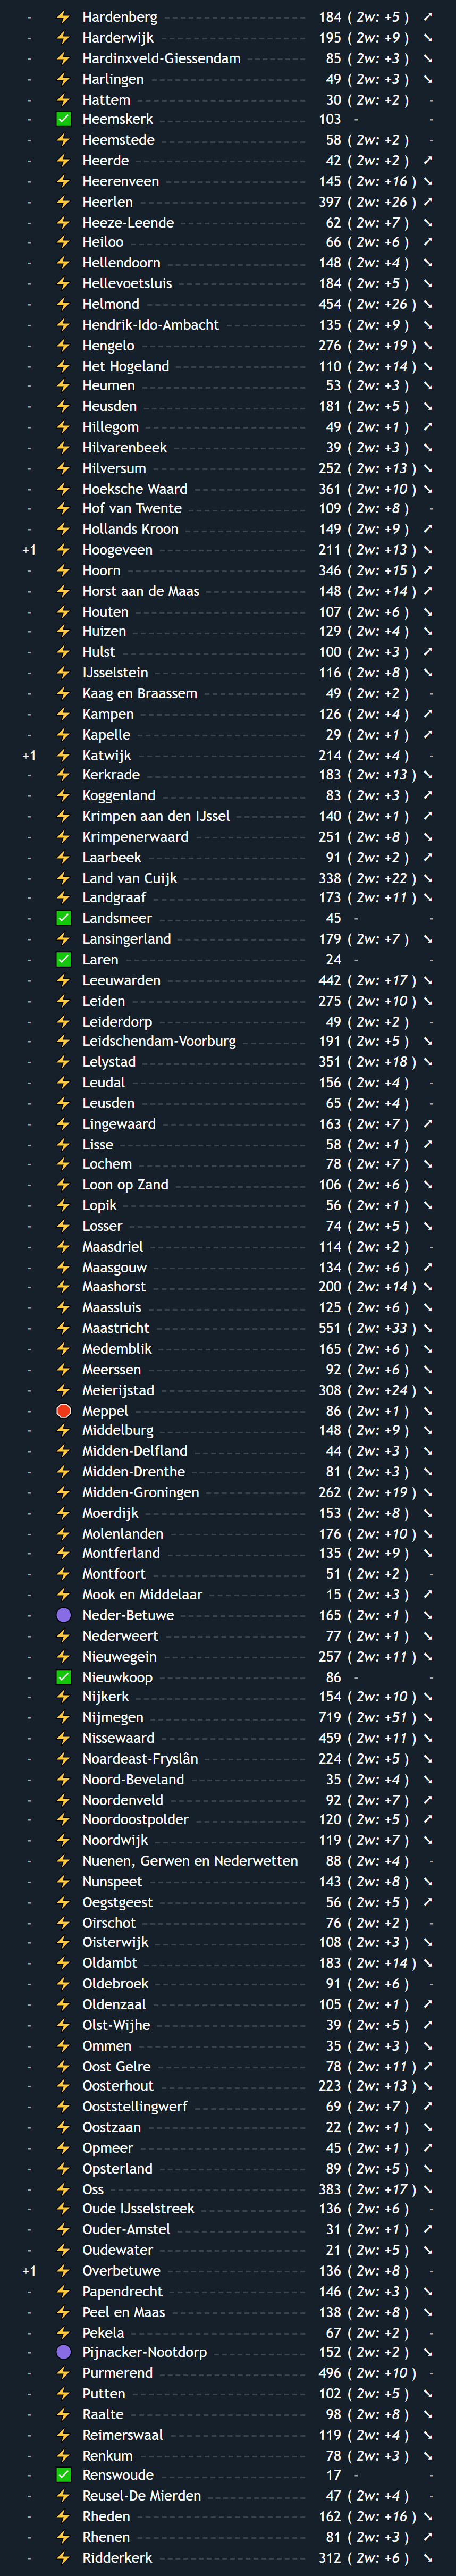 - ⚡ Hardenberg 184 ( 2w: +5 ) ➚
- ⚡ Harderwijk 195 ( 2w: +9 ) ➘
- ⚡ Hardinxveld-Giessendam 85 ( 2w: +3 ) ➘
- ⚡ Harlingen 49 ( 2w: +3 ) ➘
- ⚡ Hattem 30 ( 2w: +2 ) -
- ✅ Heemskerk 103 - -
- ⚡ Heemstede 58 ( 2w: +2 ) -
- ⚡ Heerde 42 ( 2w: +2 ) ➚
- ⚡ Heerenveen 145 ( 2w: +16 ) ➘
- ⚡ Heerlen 397 ( 2w: +26 ) ➚
- ⚡ Heeze-Leende 62 ( 2w: +7 ) ➘
- ⚡ Heiloo 66 ( 2w: +6 ) ➚
- ⚡ Hellendoorn 148 ( 2w: +4 ) ➘
- ⚡ Hellevoetsluis 184 ( 2w: +5 ) ➘
- ⚡ Helmond 454 ( 2w: +26 ) ➘
- ⚡ Hendrik-Ido-Ambacht 135 ( 2w: +9 ) ➘
- ⚡ Hengelo 276 ( 2w: +19 ) ➘
- ⚡ Het Hogeland 110 ( 2w: +14 ) ➘
- ⚡ Heumen 53 ( 2w: +3 ) ➘
- ⚡ Heusden 181 ( 2w: +5 ) ➘
- ⚡ Hillegom 49 ( 2w: +1 ) ➚
- ⚡ Hilvarenbeek 39 ( 2w: +3 ) ➘
- ⚡ Hilversum 252 ( 2w: +13 ) ➘
- ⚡ Hoeksche Waard 361 ( 2w: +10 ) ➘
- ⚡ Hof van Twente 109 ( 2w: +8 ) -
- ⚡ Hollands Kroon 149 ( 2w: +9 ) ➚
+1 ⚡ Hoogeveen 211 ( 2w: +13 ) ➘
- ⚡ Hoorn 346 ( 2w: +15 ) ➚
- ⚡ Horst aan de Maas 148 ( 2w: +14 ) ➚
- ⚡ Houten 107 ( 2w: +6 ) ➘
- ⚡ Huizen 129 ( 2w: +4 ) ➘
- ⚡ Hulst 100 ( 2w: +3 ) ➚
- ⚡ IJsselstein 116 ( 2w: +8 ) ➘
- ⚡ Kaag en Braassem 49 ( 2w: +2 ) -
- ⚡ Kampen 126 ( 2w: +4 ) ➚
- ⚡ Kapelle 29 ( 2w: +1 ) ➚
+1 ⚡ Katwijk 214 ( 2w: +4 ) -
- ⚡ Kerkrade 183 ( 2w: +13 ) ➘
- ⚡ Koggenland 83 ( 2w: +3 ) ➚
- ⚡ Krimpen aan den IJssel 140 ( 2w: +1 ) ➚
- ⚡ Krimpenerwaard 251 ( 2w: +8 ) ➘
- ⚡ Laarbeek 91 ( 2w: +2 ) ➚
- ⚡ Land van Cuijk 338 ( 2w: +22 ) ➘
- ⚡ Landgraaf 173 ( 2w: +11 ) ➘
- ✅ Landsmeer 45 - -
- ⚡ Lansingerland 179 ( 2w: +7 ) ➘
- ✅ Laren 24 - -
- ⚡ Leeuwarden 442 ( 2w: +17 ) ➘
- ⚡ Leiden 275 ( 2w: +10 ) ➘
- ⚡ Leiderdorp 49 ( 2w: +2 ) -
- ⚡ Leidschendam-Voorburg 191 ( 2w: +5 ) ➘
- ⚡ Lelystad 351 ( 2w: +18 ) ➘
- ⚡ Leudal 156 ( 2w: +4 ) -
- ⚡ Leusden 65 ( 2w: +4 ) -
- ⚡ Lingewaard 163 ( 2w: +7 ) ➚
- ⚡ Lisse 58 ( 2w: +1 ) ➚
- ⚡ Lochem 78 ( 2w: +7 ) ➘
- ⚡ Loon op Zand 106 ( 2w: +6 ) ➘
- ⚡ Lopik 56 ( 2w: +1 ) ➘
- ⚡ Losser 74 ( 2w: +5 ) ➘
- ⚡ Maasdriel 114 ( 2w: +2 ) -
- ⚡ Maasgouw 134 ( 2w: +6 ) ➚
- ⚡ Maashorst 200 ( 2w: +14 ) ➘
- ⚡ Maassluis 125 ( 2w: +6 ) ➘
- ⚡ Maastricht 551 ( 2w: +33 ) ➘
- ⚡ Medemblik 165 ( 2w: +6 ) ➘
- ⚡ Meerssen 92 ( 2w: +6 ) ➘
- ⚡ Meierijstad 308 ( 2w: +24 ) ➘
- 🛑 Meppel 86 ( 2w: +1 ) ➘
- ⚡ Middelburg 148 ( 2w: +9 ) ➘
- ⚡ Midden-Delfland 44 ( 2w: +3 ) ➘
- ⚡ Midden-Drenthe 81 ( 2w: +3 ) ➘
- ⚡ Midden-Groningen 262 ( 2w: +19 ) ➘
- ⚡ Moerdijk 153 ( 2w: +8 ) ➘
- ⚡ Molenlanden 176 ( 2w: +10 ) ➘
- ⚡ Montferland 135 ( 2w: +9 ) ➘
- ⚡ Montfoort 51 ( 2w: +2 ) -
- ⚡ Mook en Middelaar 15 ( 2w: +3 ) ➚
- 🟣 Neder-Betuwe 165 ( 2w: +1 ) ➘
- ⚡ Nederweert 77 ( 2w: +1 ) ➘
- ⚡ Nieuwegein 257 ( 2w: +11 ) ➘
- ✅ Nieuwkoop 86 - -
- ⚡ Nijkerk 154 ( 2w: +10 ) ➘
- ⚡ Nijmegen 719 ( 2w: +51 ) ➘
- ⚡ Nissewaard 459 ( 2w: +11 ) ➘
- ⚡ Noardeast-Fryslân 224 ( 2w: +5 ) ➘
- ⚡ Noord-Beveland 35 ( 2w: +4 ) ➘
- ⚡ Noordenveld 92 ( 2w: +7 ) ➚
- ⚡ Noordoostpolder 120 ( 2w: +5 ) ➚
- ⚡ Noordwijk 119 ( 2w: +7 ) ➘
- ⚡ Nuenen, Gerwen en Nederwetten 88 ( 2w: +4 ) -
- ⚡ Nunspeet 143 ( 2w: +8 ) ➘
- ⚡ Oegstgeest 56 ( 2w: +5 ) ➚
- ⚡ Oirschot 76 ( 2w: +2 ) -
- ⚡ Oisterwijk 108 ( 2w: +3 ) ➘
- ⚡ Oldambt 183 ( 2w: +14 ) ➘
- ⚡ Oldebroek 91 ( 2w: +6 ) -
- ⚡ Oldenzaal 105 ( 2w: +1 ) ➚
- ⚡ Olst-Wijhe 39 ( 2w: +5 ) ➚
- ⚡ Ommen 35 ( 2w: +3 ) ➘
- ⚡ Oost Gelre 78 ( 2w: +11 ) ➚
- ⚡ Oosterhout 223 ( 2w: +13 ) ➘
- ⚡ Ooststellingwerf 69 ( 2w: +7 ) ➚
- ⚡ Oostzaan 22 ( 2w: +1 ) ➘
- ⚡ Opmeer 45 ( 2w: +1 ) ➚
- ⚡ Opsterland 89 ( 2w: +5 ) ➘
- ⚡ Oss 383 ( 2w: +17 ) ➘
- ⚡ Oude IJsselstreek 136 ( 2w: +6 ) -
- ⚡ Ouder-Amstel 31 ( 2w: +1 ) ➚
- ⚡ Oudewater 21 ( 2w: +5 ) ➘
+1 ⚡ Overbetuwe 136 ( 2w: +8 ) -
- ⚡ Papendrecht 146 ( 2w: +3 ) ➘
- ⚡ Peel en Maas 138 ( 2w: +8 ) ➘
- ⚡ Pekela 67 ( 2w: +2 ) -
- 🟣 Pijnacker-Nootdorp 152 ( 2w: +2 ) ➘
- ⚡ Purmerend 496 ( 2w: +10 ) -
- ⚡ Putten 102 ( 2w: +5 ) ➘
- ⚡ Raalte 98 ( 2w: +8 ) ➘
- ⚡ Reimerswaal 119 ( 2w: +4 ) ➘
- ⚡ Renkum 78 ( 2w: +3 ) ➘
- ✅ Renswoude 17 - -
- ⚡ Reusel-De Mierden 47 ( 2w: +4 ) -
- ⚡ Rheden 162 ( 2w: +16 ) ➘
- ⚡ Rhenen 81 ( 2w: +3 ) ➚
- ⚡ Ridderkerk 312 ( 2w: +6 ) ➘